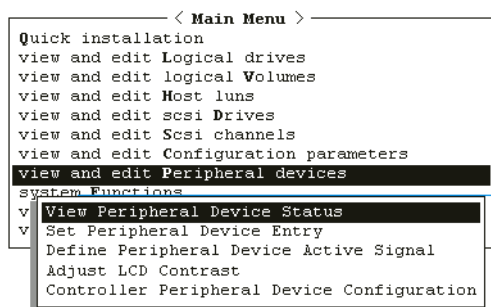 < Main Menu >
Quick installation
view and edit Logical drives
view and edit logical Volumes
view and edit Host luns
view and edit scsi Drives
view and edit Scsi channels
view and edit Configuration parameters
view and edit Peripheral devices
system Functions
v
View Peripheral Device Status
v
Set Peripheral Device Entry
Define Peripheral Device Active Signal
Adjust LCD Contrast
Controller Peripheral Device Configuration